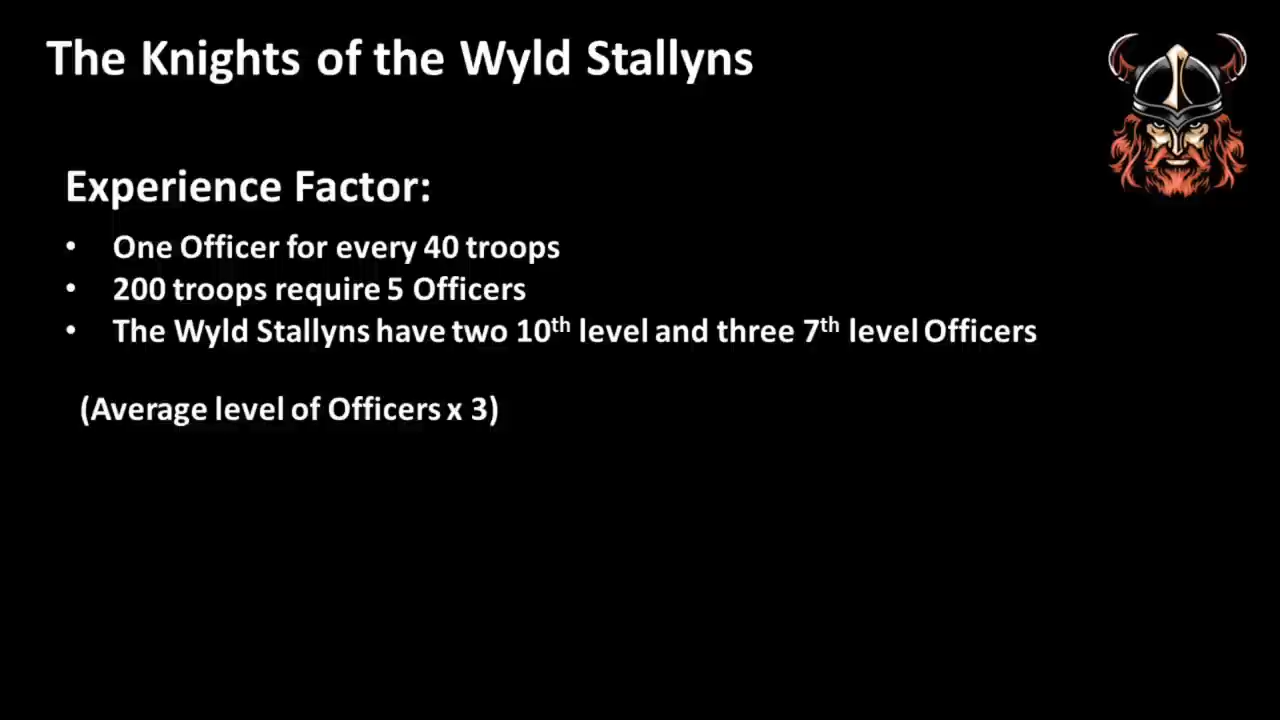 The Knights of the Wyld Stallyns
Experience Factor:
• One Officer for every 40 troops
• 200 troops require 5 Officers
• The Wyld Stallyns have two 10th level and three 7th level Officers
(Average level of Officers x 3)